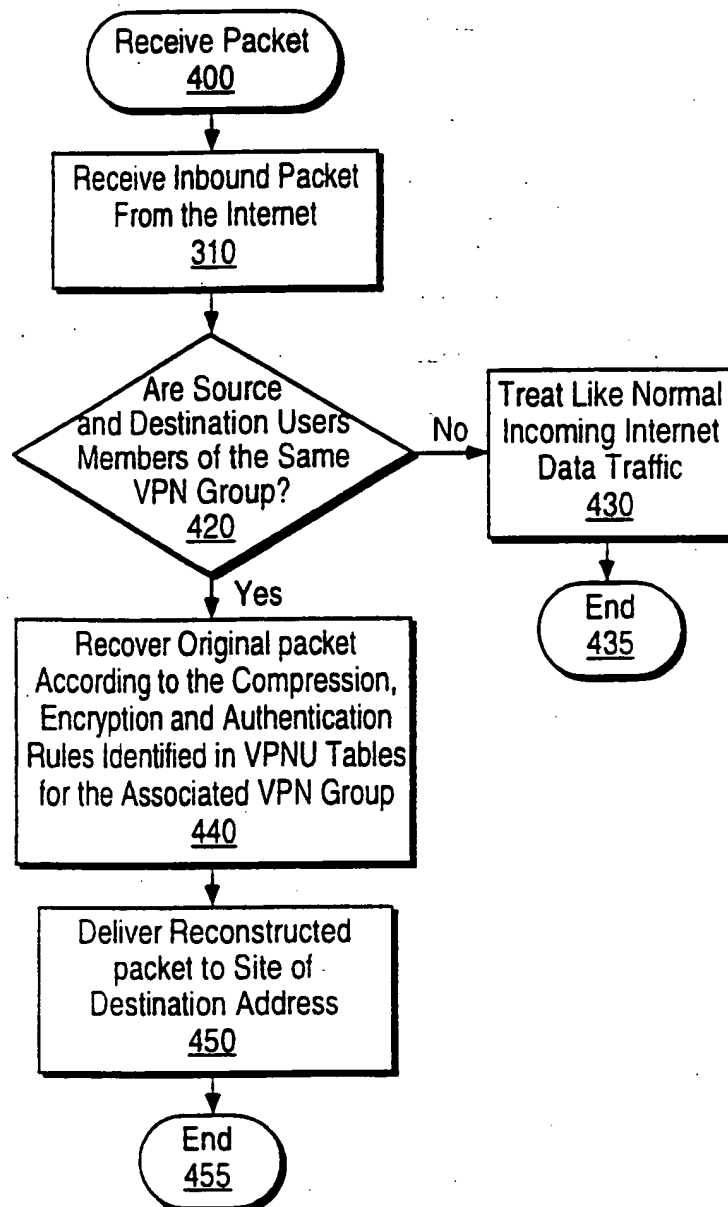 Receive Packet
400
Receive Inbound Packet
From the Internet
310
Are Source
and Destination Users
Members of the Same
VPN Group?
420
No
Treat Like Normal
Incoming Internet
Data Traffic
430
End
435
Yes
Recover Original packet
According to the Compression,
Encryption and Authentication
Rules Identified in VPNU Tables
for the Associated VPN Group
440
Deliver Reconstructed
packet to Site of
Destination Address
450
End
455